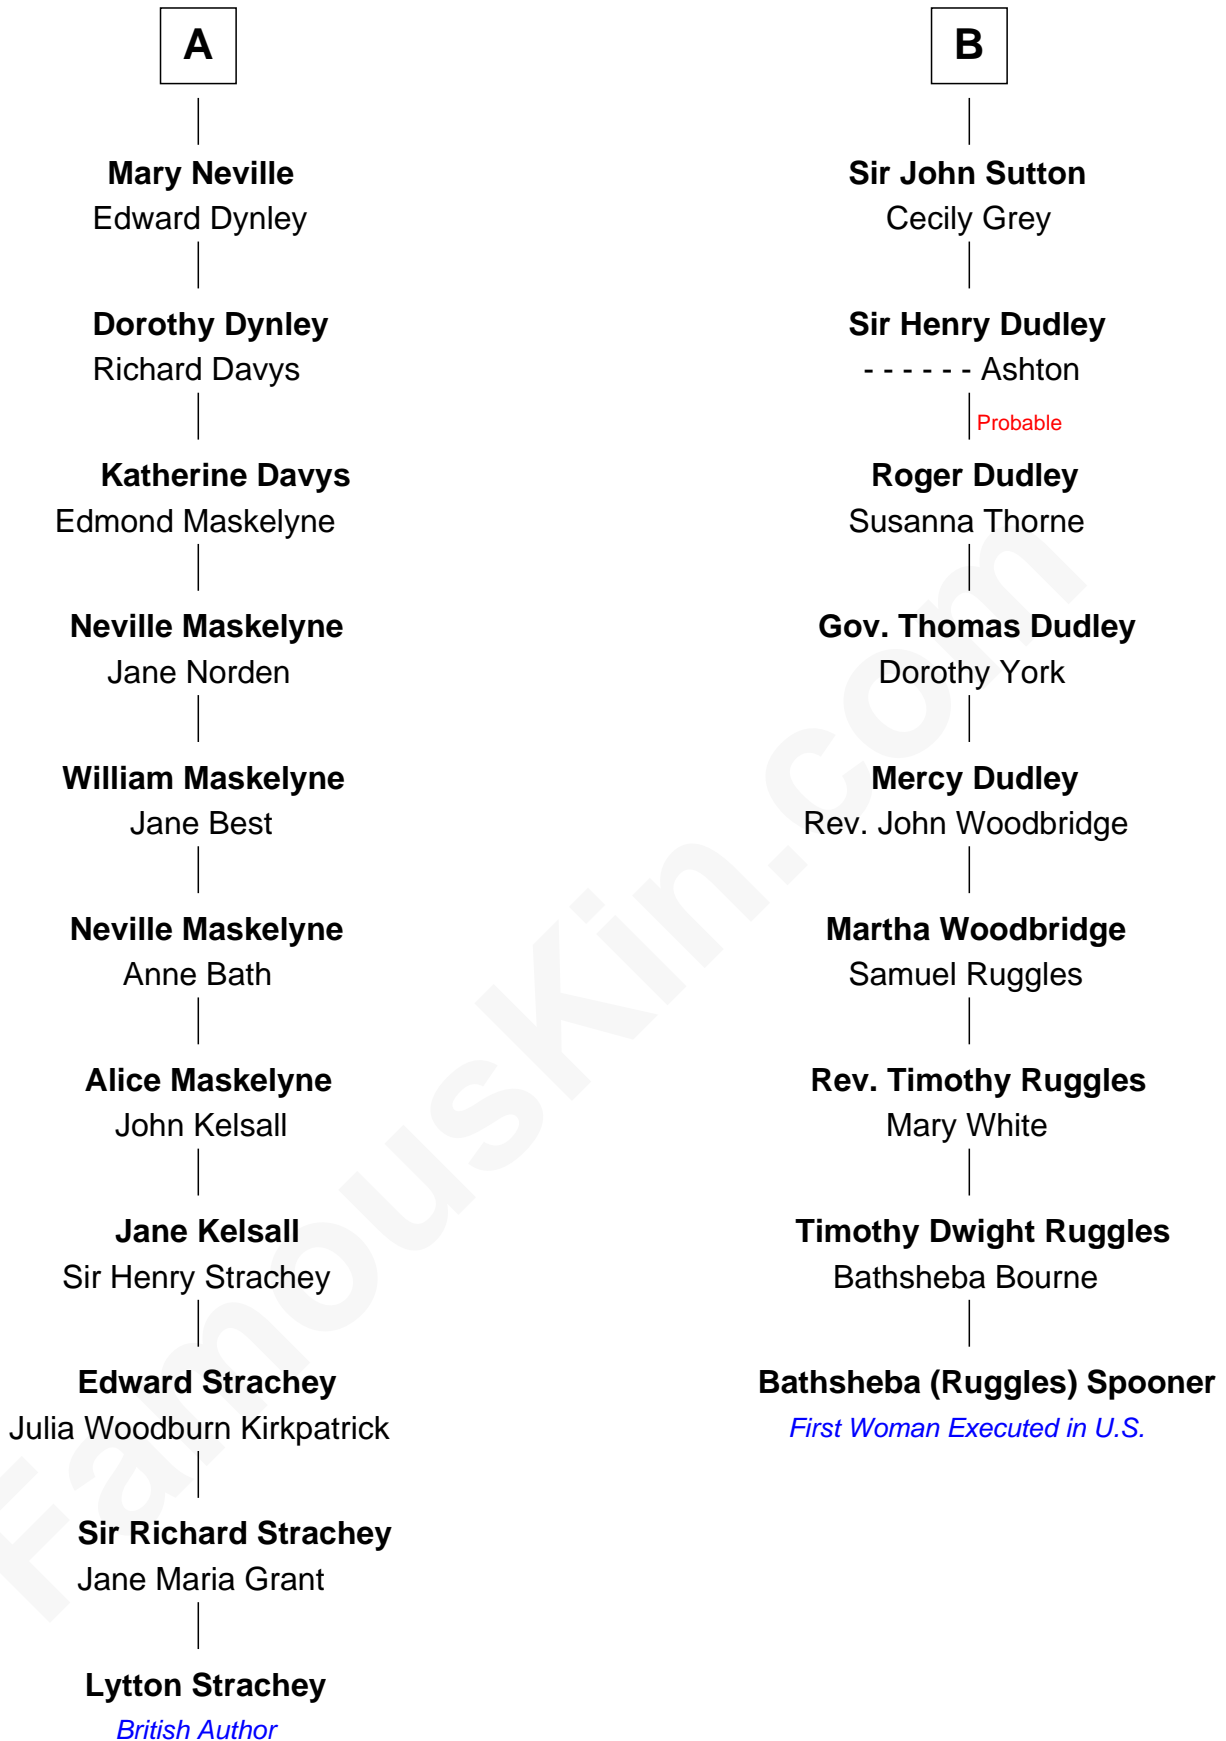 A
Mary Neville
Edward Dynley
Dorothy Dynley
Richard Davys
Katherine Davys
Edmond Maskelyne
Neville Maskelyne
Jane Norden
William Maskelyne
Jane Best
Neville Maskelyne
Anne Bath
Alice Maskelyne
John Kelsall
Jane Kelsall
Sir Henry Strachey
Edward Strachey
Julia Woodburn Kirkpatrick
Sir Richard Strachey
Jane Maria Grant
Lytton Strachey
British Author
B
Sir John Sutton
Cecily Grey
Sir Henry Dudley
- - - - - - Ashton
Probable
Roger Dudley
Susanna Thorne
Gov. Thomas Dudley
Dorothy York
Mercy Dudley
Rev. John Woodbridge
Martha Woodbridge
Samuel Ruggles
Rev. Timothy Ruggles
Mary White
Timothy Dwight Ruggles
Bathsheba Bourne
Bathsheba (Ruggles) Spooner
First Woman Executed in U.S.
FamousKin.com